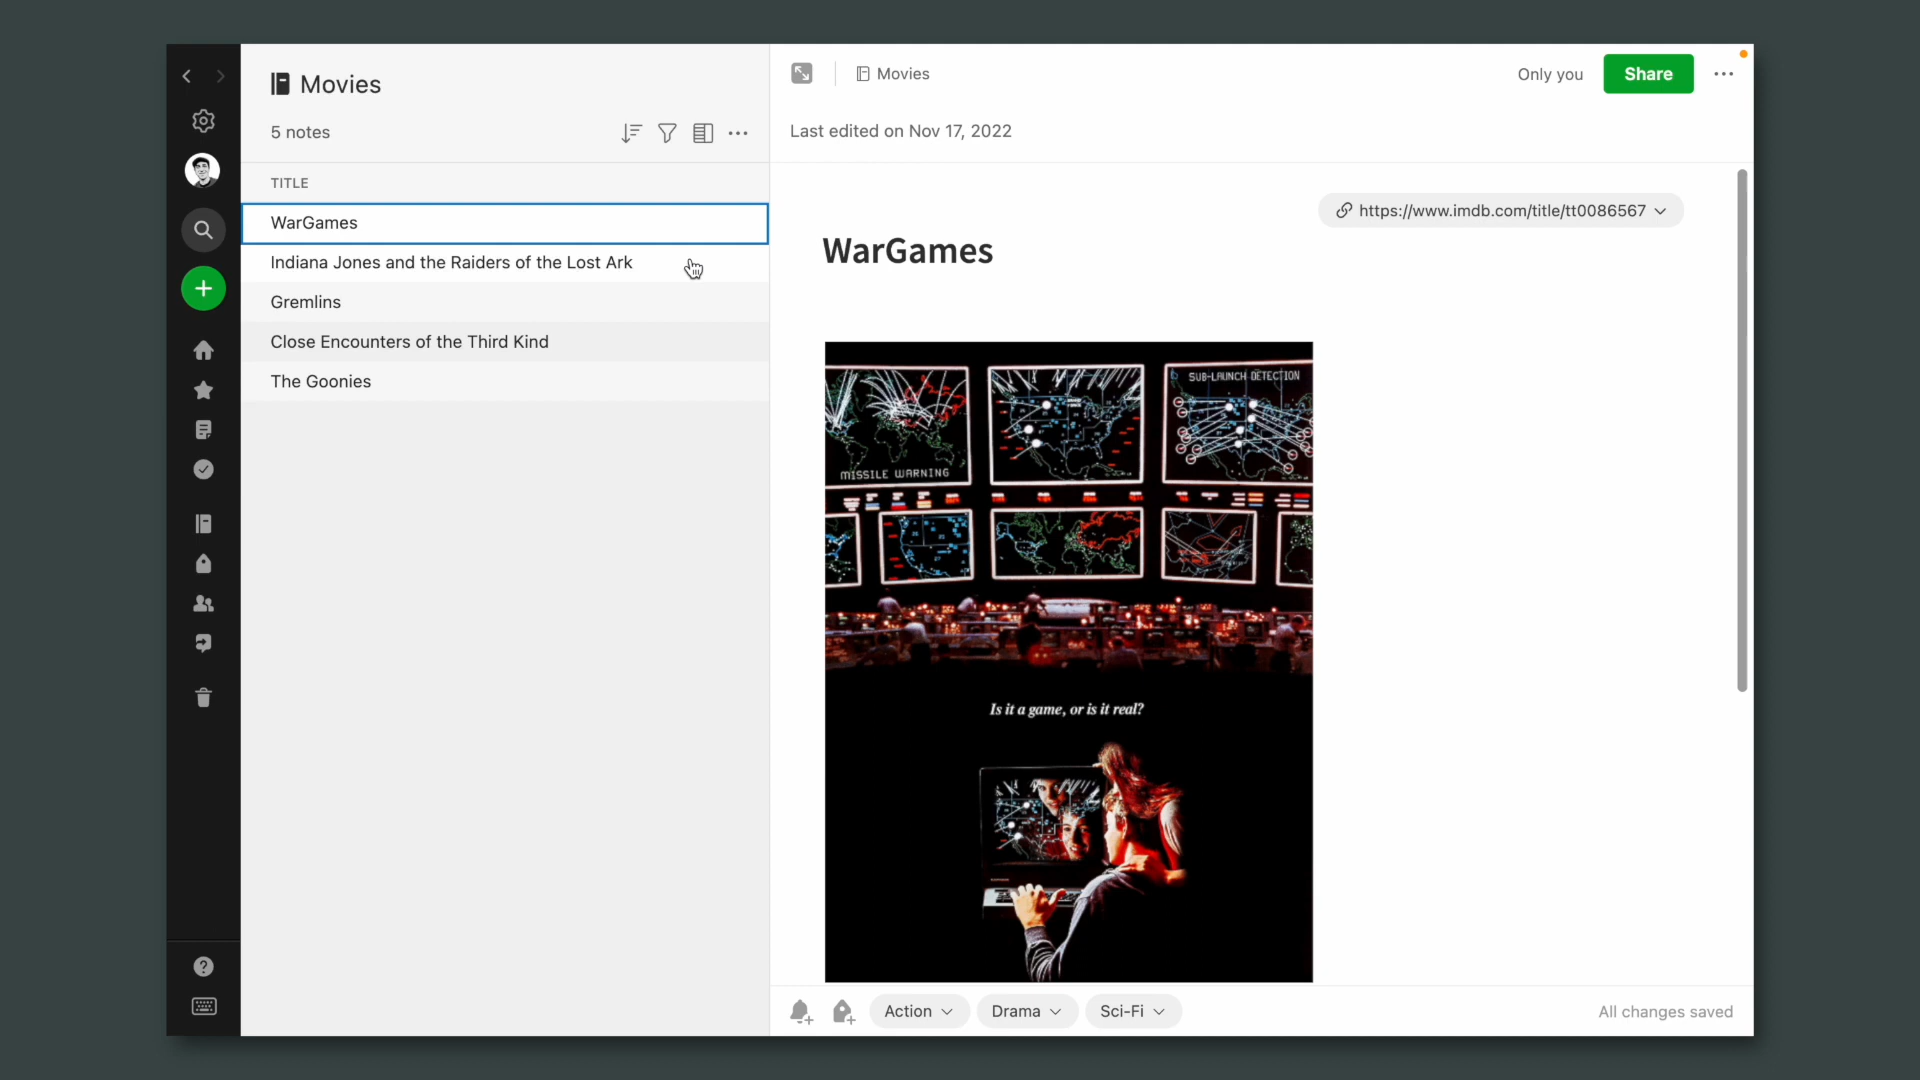 Movies
5 notes
TITLE
WarGames
Indiana Jones and the Raiders of the Lost Ark
Gremlins
Close Encounters of the Third Kind
The Goonies
Movies
Only you
Share
Last edited on Nov 17, 2022
https://www.imdb.com/title/tt0086567
WarGames
SUB-LAUNCH DETECTION
MISSILE WARNING
Is it a game, or is it real?
Action
Drama
Sci-Fi
All changes saved